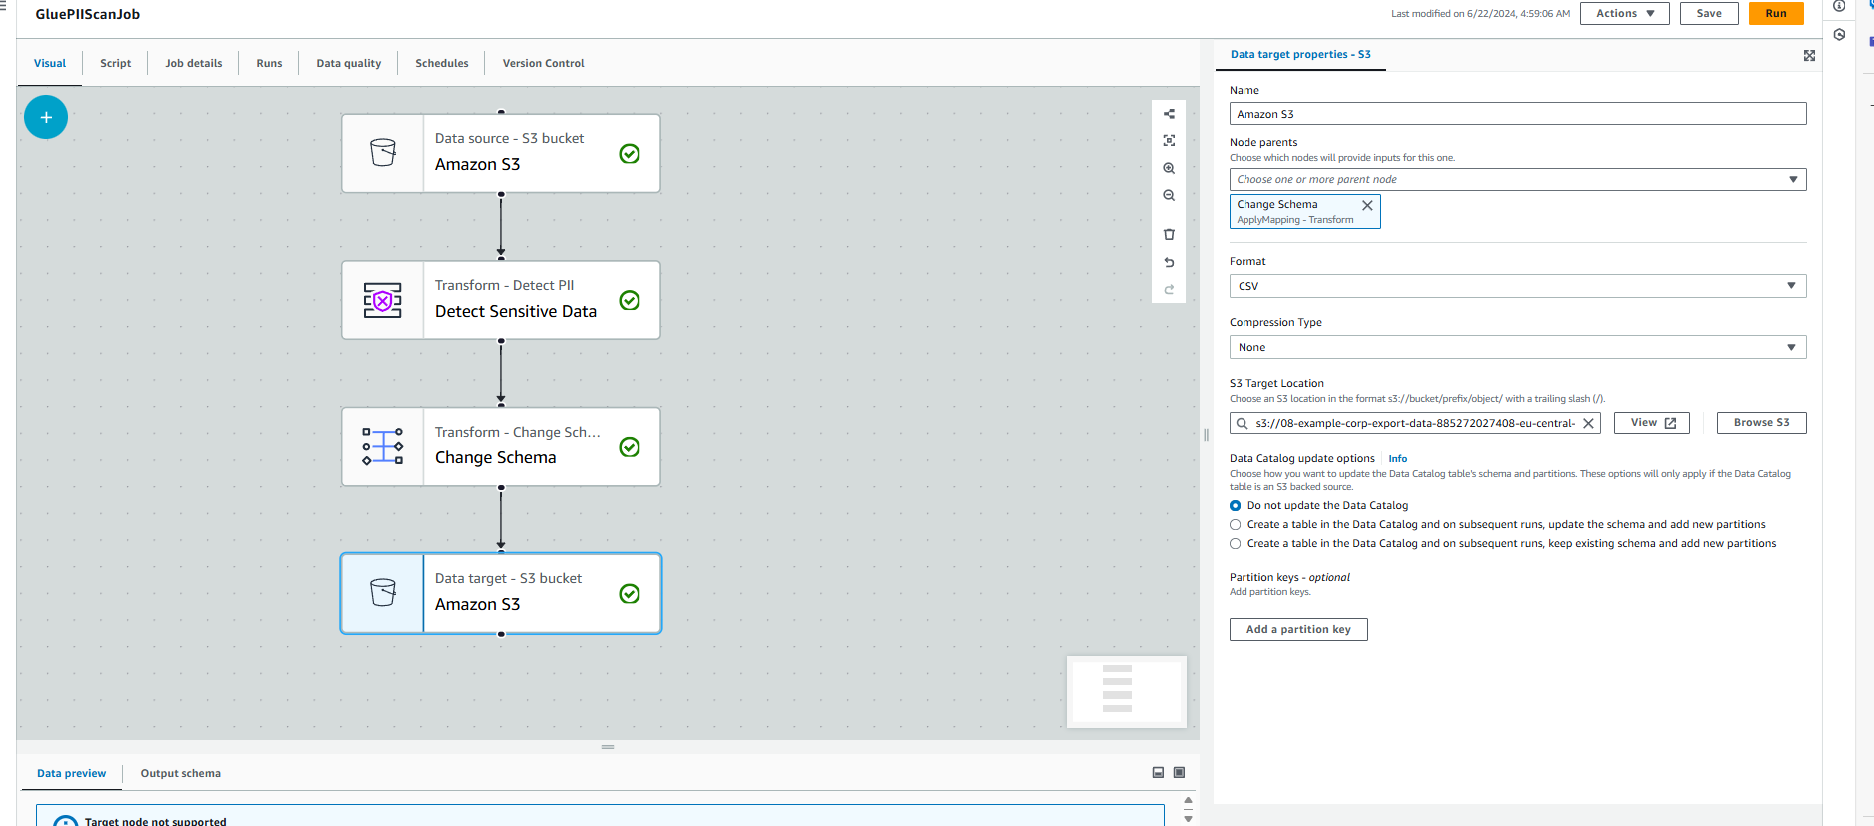 GluePIIScanJob
Last modified on 6/22/2024, 4:59:06 AM
Actions
Save
Run
Visual
Script
Job details
Runs
Data quality
Schedules
Version Control
Data source - S3 bucket
Amazon S3
Transform - Detect PII
Detect Sensitive Data
Transform - Change Sch...
Change Schema
Data target - S3 bucket
Amazon S3
Data preview
Output schema
Target node not supported
Data target properties - S3
Name
Amazon S3
Node parents
Choose which nodes will provide inputs for this one.
Choose one or more parent node
Change Schema
ApplyMapping - Transform
Format
CSV
Compression Type
None
S3 Target Location
Choose an S3 location in the format s3://bucket/prefix/object/ with a trailing slash (/).
s3://08-example-corp-export-data-885272027408-eu-central-
View
Browse S3
Data Catalog update options
Info
Choose how you want to update the Data Catalog table's schema and partitions. These options will only apply if the Data Catalog
table is an S3 backed source.
Do not update the Data Catalog
Create a table in the Data Catalog and on subsequent runs, update the schema and add new partitions
Create a table in the Data Catalog and on subsequent runs, keep existing schema and add new partitions
Partition keys - optional
Add partition keys.
Add a partition key